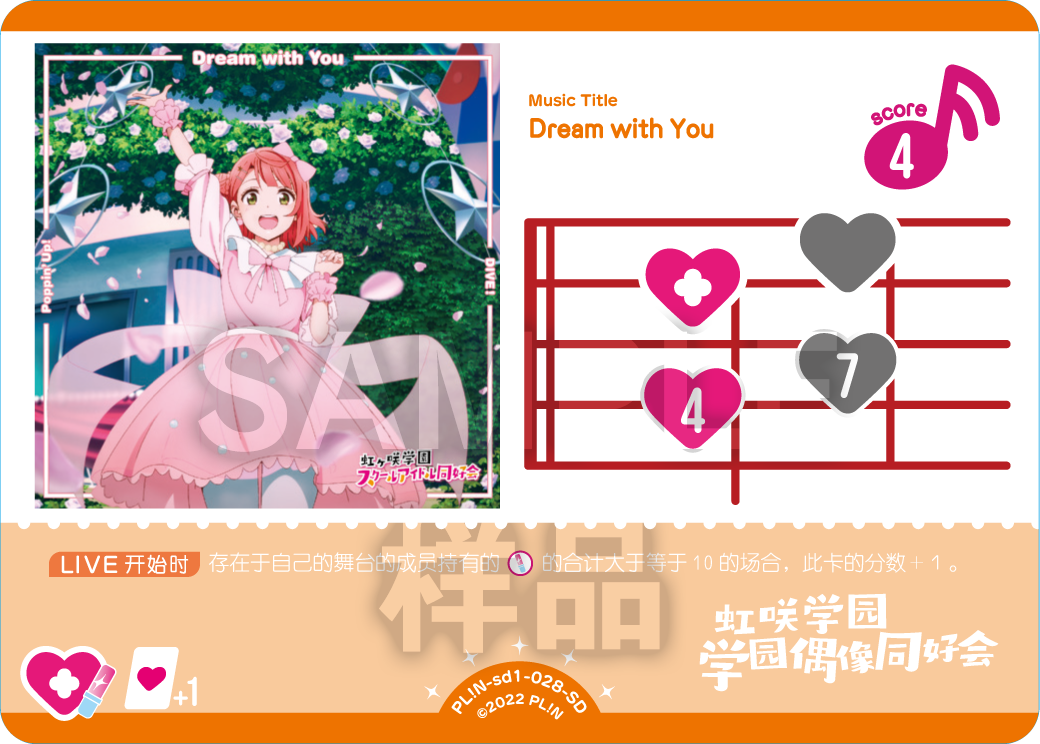 Dream with You
Poppin' Up!
DIVE!
虹ヶ咲学園
スクールアイドル同好会
Music Title
Dream with You
score
4
4
7
SAMPLE
样品
LIVE 开始时 存在于自己的舞台的成员持有的 的合计大于等于 10 的场合，此卡的分数＋ 1 。
虹咲学园
学园偶像同好会
+1
PL!N-sd1-028-SD
©2022 PL!N